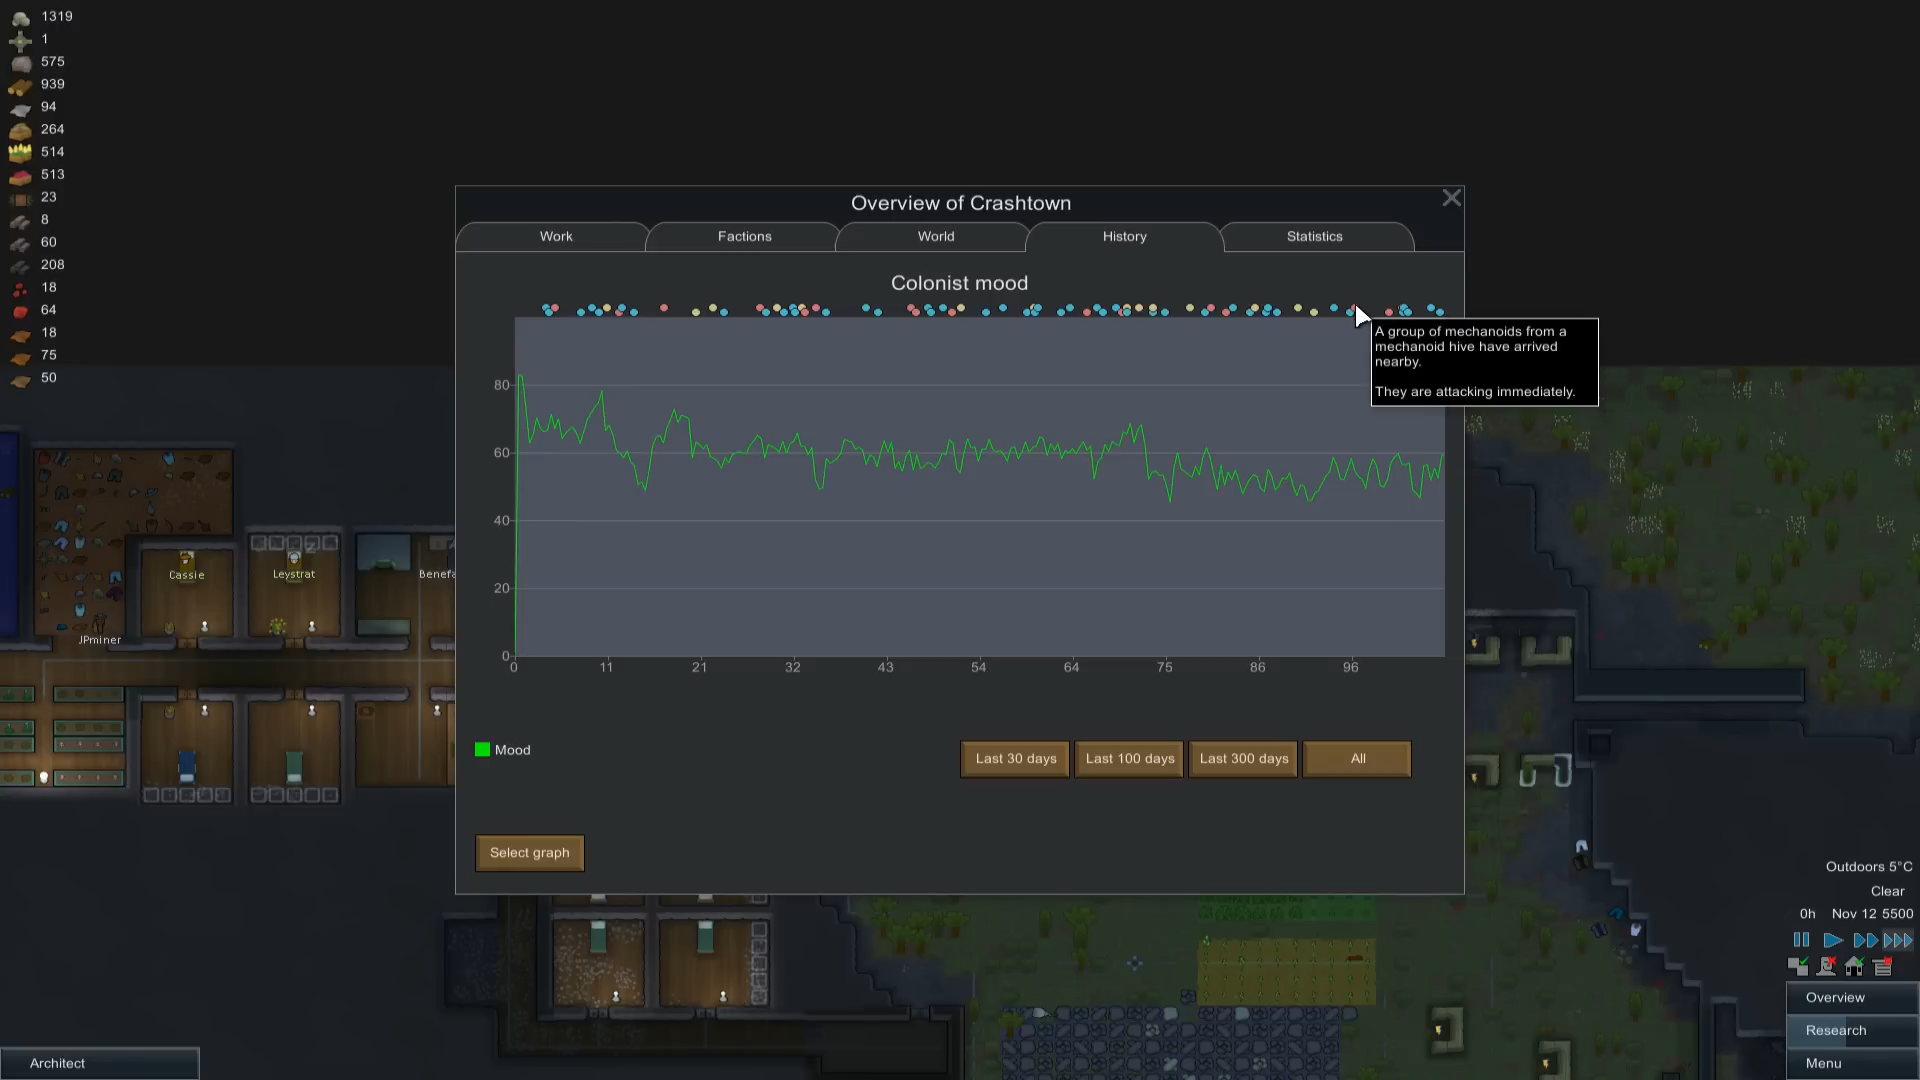 1319
1
575
939
94
264
514
513
23
8
60
208
18
64
18
75
50
Overview of Crashtown
Work
Factions
World
History
Statistics
Colonist mood
A group of mechanoids from a
mechanoid hive have arrived
nearby.
They are attacking immediately.
80
60
40
20
0
0 11 21 32 43 54 64 75 86 96
Mood
Last 30 days
Last 100 days
Last 300 days
All
Select graph
Cassie
Leystrat
Benefa
JPminer
Outdoors 5°C
Clear
0h Nov 12 5500
Overview
Research
Menu
Architect